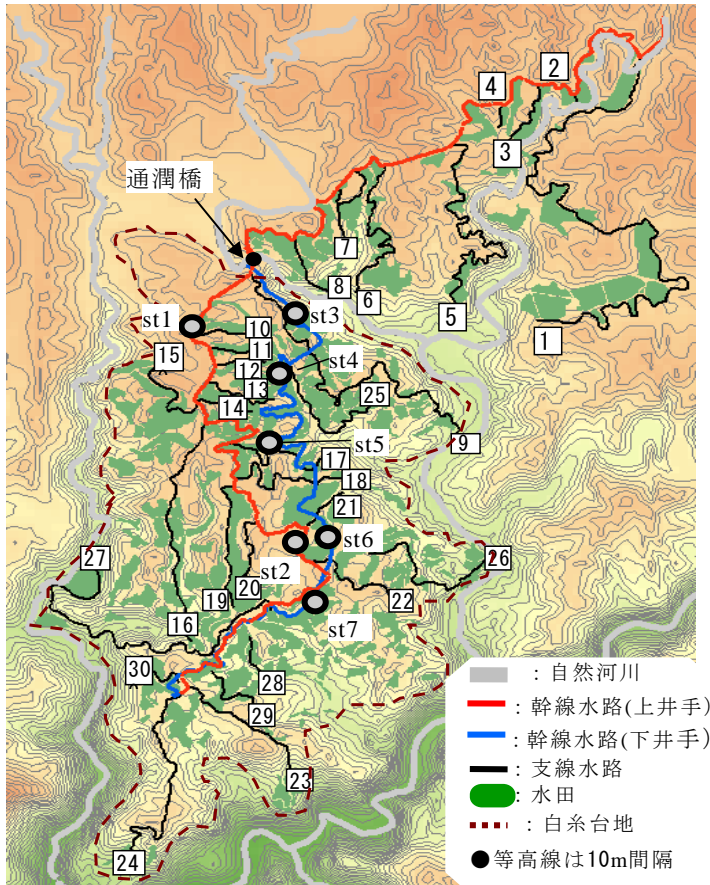 2
4
3
通潤橋
7
8
6
5
1
st1
st3
10
11
15
12
st4
13
14
25
9
st5
17
18
21
27
st6
st2
26
20
19
22
16
st7
30
28
29
23
24
：自然河川
：幹線水路(上井手)
：幹線水路(下井手)
：支線水路
：水田
：白糸台地
●等高線は10m間隔